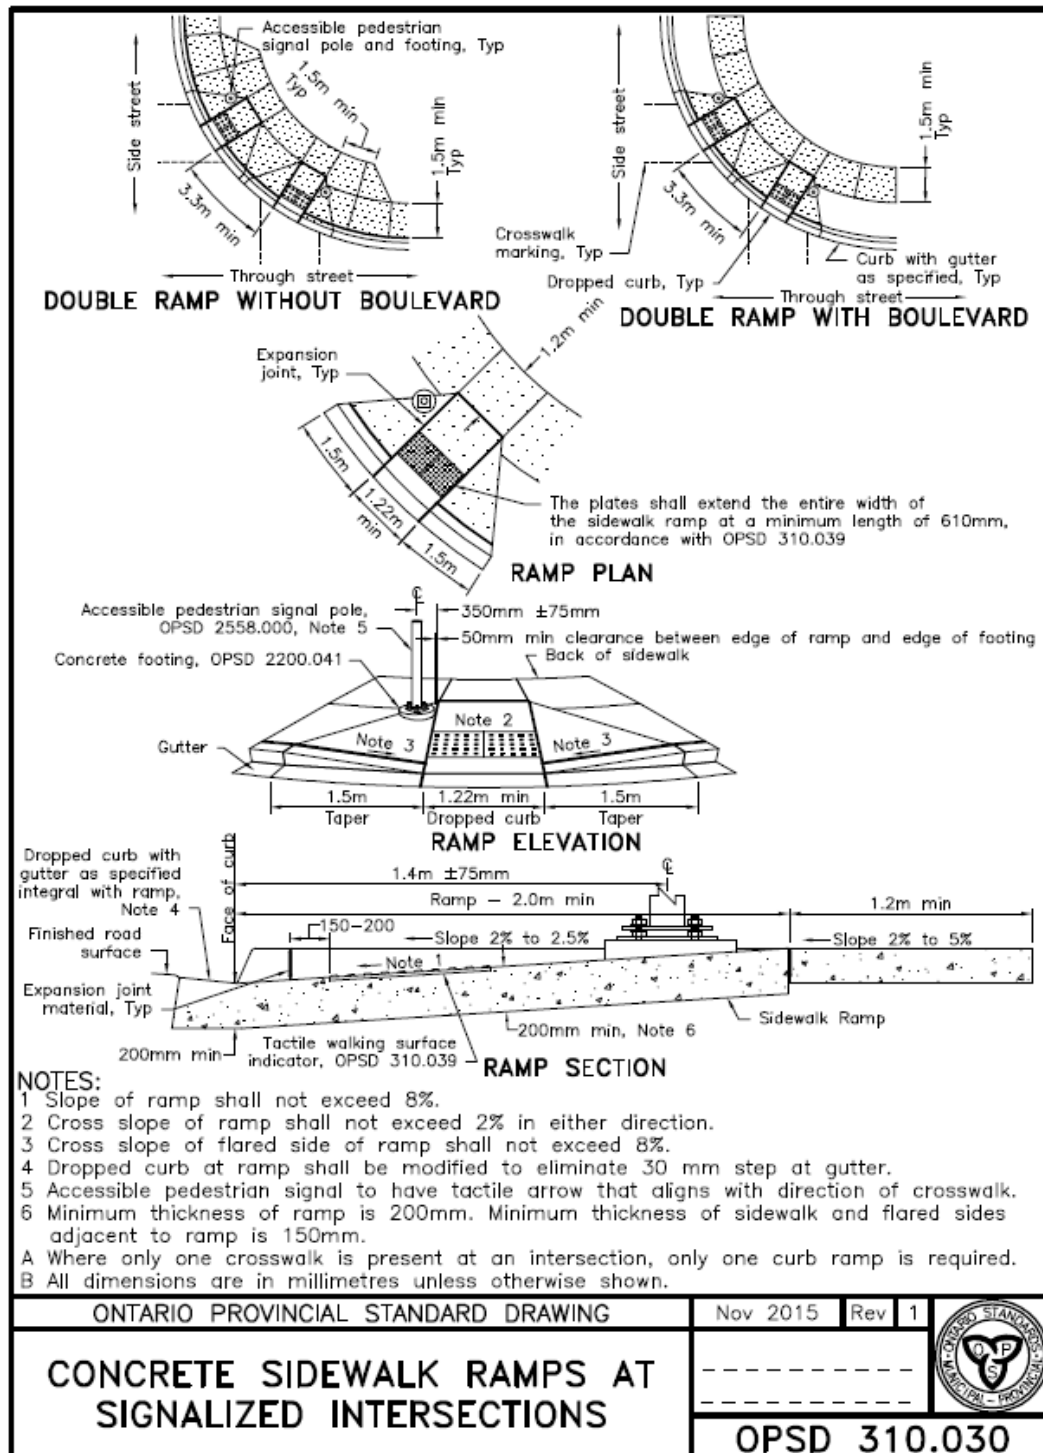 Accessible pedestrian
signal pole and footing, Typ
1.5m min
Typ
1.5m min
Typ
Side street
3.3m min
Through street
DOUBLE RAMP WITHOUT BOULEVARD
Side street
1.5m min
Typ
3.3m min
Crosswalk
marking, Typ
Dropped curb, Typ
Curb with gutter
as specified, Typ
Through street
DOUBLE RAMP WITH BOULEVARD
Expansion
joint, Typ
1.2m min
1.5m
1.22m
min
1.5m
The plates shall extend the entire width of
the sidewalk ramp at a minimum length of 610mm,
in accordance with OPSD 310.039
RAMP PLAN
Accessible pedestrian signal pole,
OPSD 2558.000, Note 5
Concrete footing, OPSD 2200.041
℄
350mm ±75mm
50mm min clearance between edge of ramp and edge of footing
Back of sidewalk
Gutter
Note 3
Note 2
Note 3
1.5m
Taper
1.22m min
Dropped curb
1.5m
Taper
RAMP ELEVATION
Dropped curb with
gutter as specified
integral with ramp,
Note 4
Finished road
surface
Expansion joint
material, Typ
200mm min
Face of curb
1.4m ±75mm
℄
Ramp – 2.0m min
1.2m min
150-200
Slope 2% to 2.5%
Slope 2% to 5%
Note 1
Tactile walking surface
indicator, OPSD 310.039
200mm min, Note 6
Sidewalk Ramp
RAMP SECTION
NOTES:
1 Slope of ramp shall not exceed 8%.
2 Cross slope of ramp shall not exceed 2% in either direction.
3 Cross slope of flared side of ramp shall not exceed 8%.
4 Dropped curb at ramp shall be modified to eliminate 30 mm step at gutter.
5 Accessible pedestrian signal to have tactile arrow that aligns with direction of crosswalk.
6 Minimum thickness of ramp is 200mm. Minimum thickness of sidewalk and flared sides
adjacent to ramp is 150mm.
A Where only one crosswalk is present at an intersection, only one curb ramp is required.
B All dimensions are in millimetres unless otherwise shown.
ONTARIO PROVINCIAL STANDARD DRAWING
Nov 2015 Rev 1
ONTARIO STANDARDS
MUNICIPAL - PROVINCIAL
O P
S
CONCRETE SIDEWALK RAMPS AT
SIGNALIZED INTERSECTIONS
OPSD 310.030